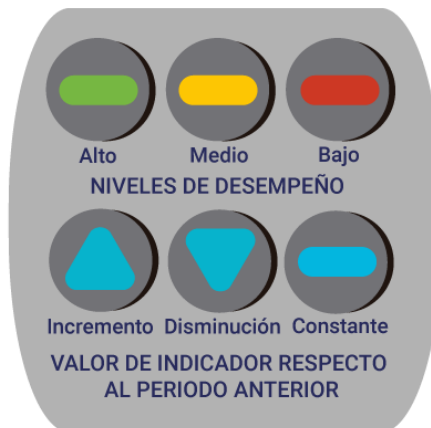 Alto Medio Bajo
NIVELES DE DESEMPEÑO
Incremento Disminución Constante
VALOR DE INDICADOR RESPECTO
AL PERIODO ANTERIOR